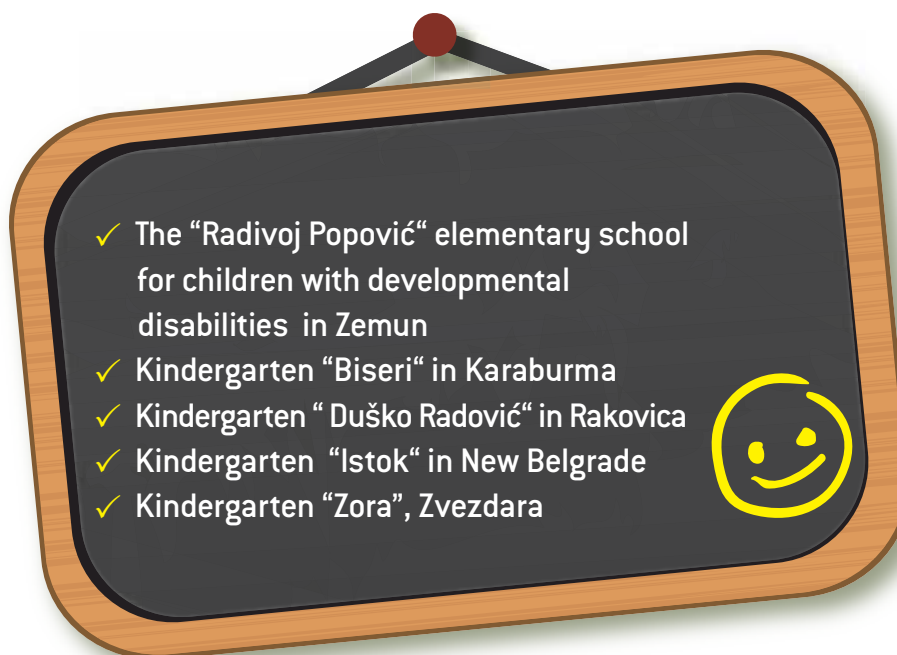 ✓ The “Radivoj Popović“ elementary school
for children with developmental
disabilities in Zemun
✓ Kindergarten “Biseri“ in Karaburma
✓ Kindergarten “ Duško Radović“ in Rakovica
✓ Kindergarten “Istok“ in New Belgrade
✓ Kindergarten “Zora”, Zvezdara